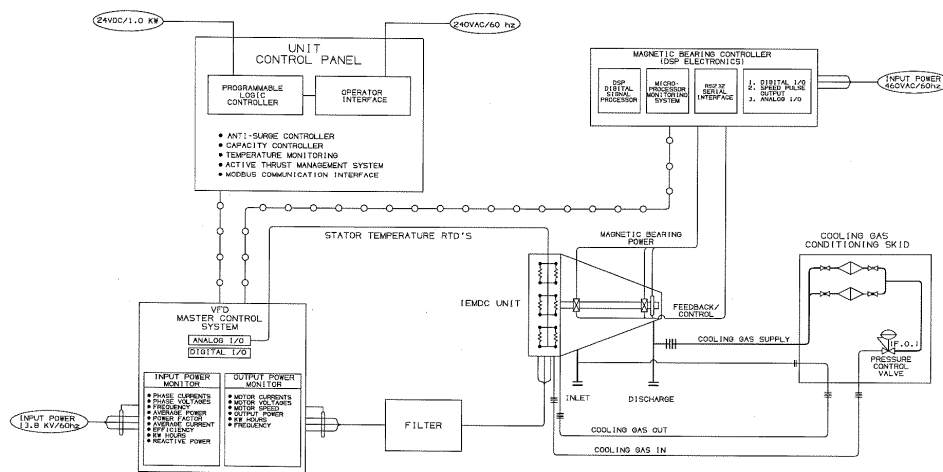 24VDC/1.0 KW
240VAC/60 hz
UNIT
CONTROL PANEL
PROGRAMMABLE
LOGIC
CONTROLLER
OPERATOR
INTERFACE
● ANTI-SURGE CONTROLLER
● CAPACITY CONTROLLER
● TEMPERATURE MONITORING
● ACTIVE THRUST MANAGEMENT SYSTEM
● MODBUS COMMUNICATION INTERFACE
MAGNETIC BEARING CONTROLLER
(DSP ELECTRONICS)
DSP
DIGITAL
SIGNAL
PROCESSOR
MICRO-
PROCESSOR
MONITORING
SYSTEM
RS232
SERIAL
INTERFACE
1. DIGITAL I/O
2. SPEED PULSE
OUTPUT
3. ANALOG I/O
INPUT POWER
460VAC/60hz
STATOR TEMPERATURE RTD'S
MAGNETIC BEARING
POWER
IEMDC UNIT
FEEDBACK/
CONTROL
COOLING GAS
CONDITIONING SKID
(F.O.)
PRESSURE
CONTROL
VALVE
COOLING GAS SUPPLY
INLET
DISCHARGE
COOLING GAS OUT
COOLING GAS IN
VFD
MASTER CONTROL
SYSTEM
ANALOG I/O
DIGITAL I/O
INPUT POWER
MONITOR
● PHASE CURRENTS
● PHASE VOLTAGES
● FREQUENCY
● AVERAGE POWER
● POWER FACTOR
● AVERAGE CURRENT
● EFFICIENCY
● KW HOURS
● REACTIVE POWER
OUTPUT POWER
MONITOR
● MOTOR CURRENTS
● MOTOR VOLTAGES
● MOTOR SPEED
● OUTPUT POWER
● KW HOURS
● FREQUENCY
INPUT POWER
13.8 KV/60hz
FILTER